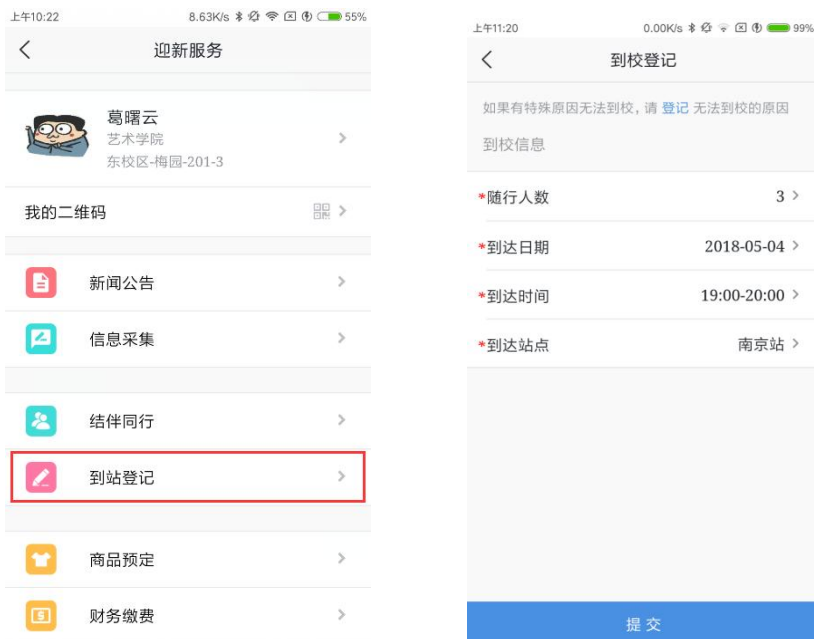 上午10:22 8.63K/s 55%
迎新服务
葛曙云
艺术学院
东校区-梅园-201-3
我的二维码
新闻公告
信息采集
结伴同行
到站登记
商品预定
财务缴费
上午11:20 0.00K/s 99%
到校登记
如果有特殊原因无法到校，请 登记 无法到校的原因
到校信息
*随行人数 3
*到达日期 2018-05-04
*到达时间 19:00-20:00
*到达站点 南京站
提交